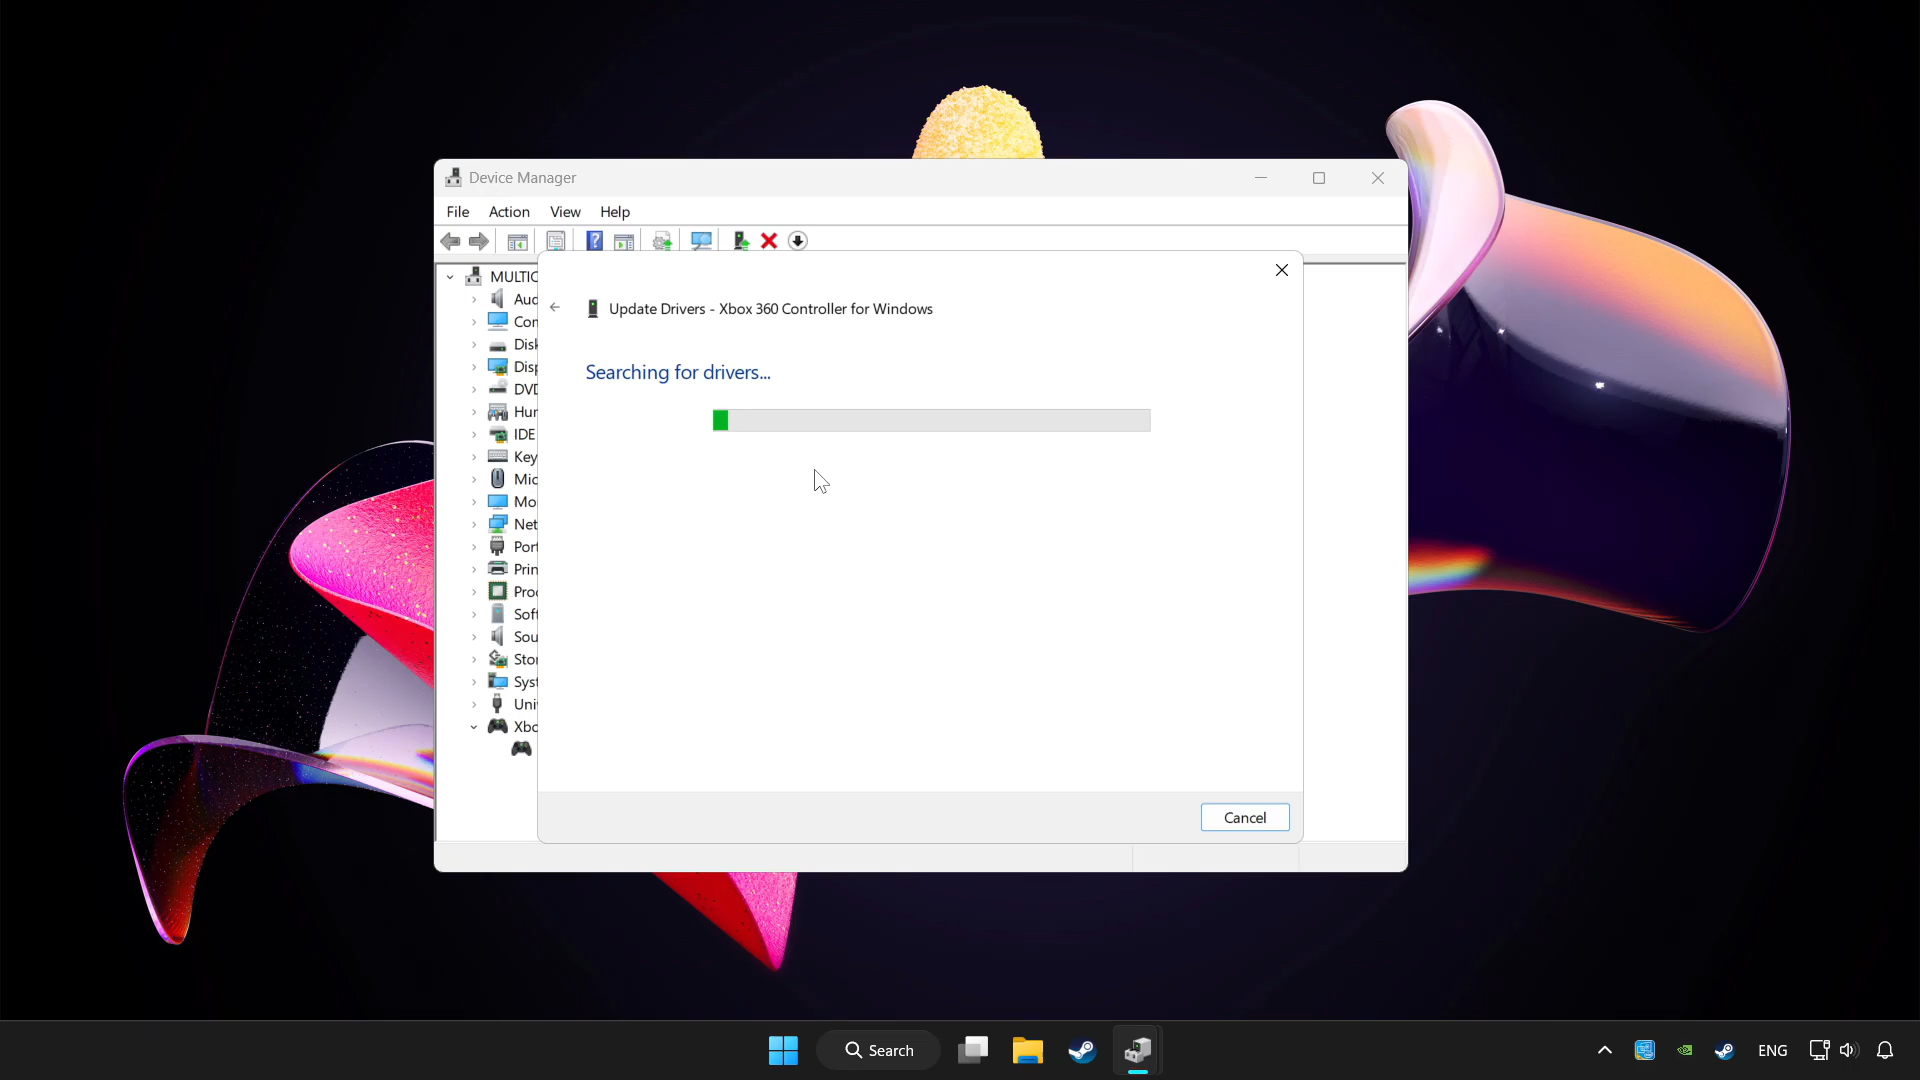 Device Manager
File Action View Help
MULTIC
Aud
Con
Disk
Disp
DVD
Hur
IDE
Key
Mic
Mo
Net
Port
Prin
Proc
Soft
Sou
Stor
Syst
Uni
Xbo
Update Drivers - Xbox 360 Controller for Windows
Searching for drivers...
Cancel
Search
ENG